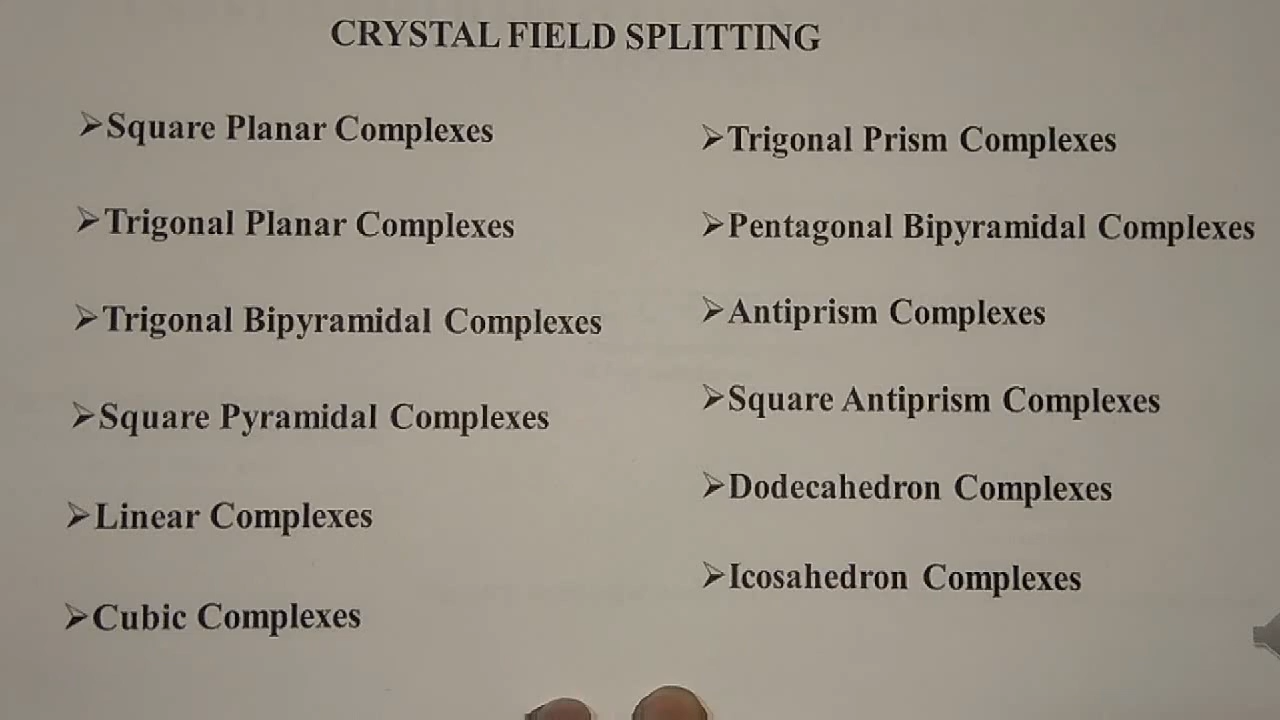 CRYSTAL FIELD SPLITTING
➢Square Planar Complexes
➢Trigonal Planar Complexes
➢Trigonal Bipyramidal Complexes
➢Square Pyramidal Complexes
➢Linear Complexes
➢Cubic Complexes
➢Trigonal Prism Complexes
➢Pentagonal Bipyramidal Complexes
➢Antiprism Complexes
➢Square Antiprism Complexes
➢Dodecahedron Complexes
➢Icosahedron Complexes